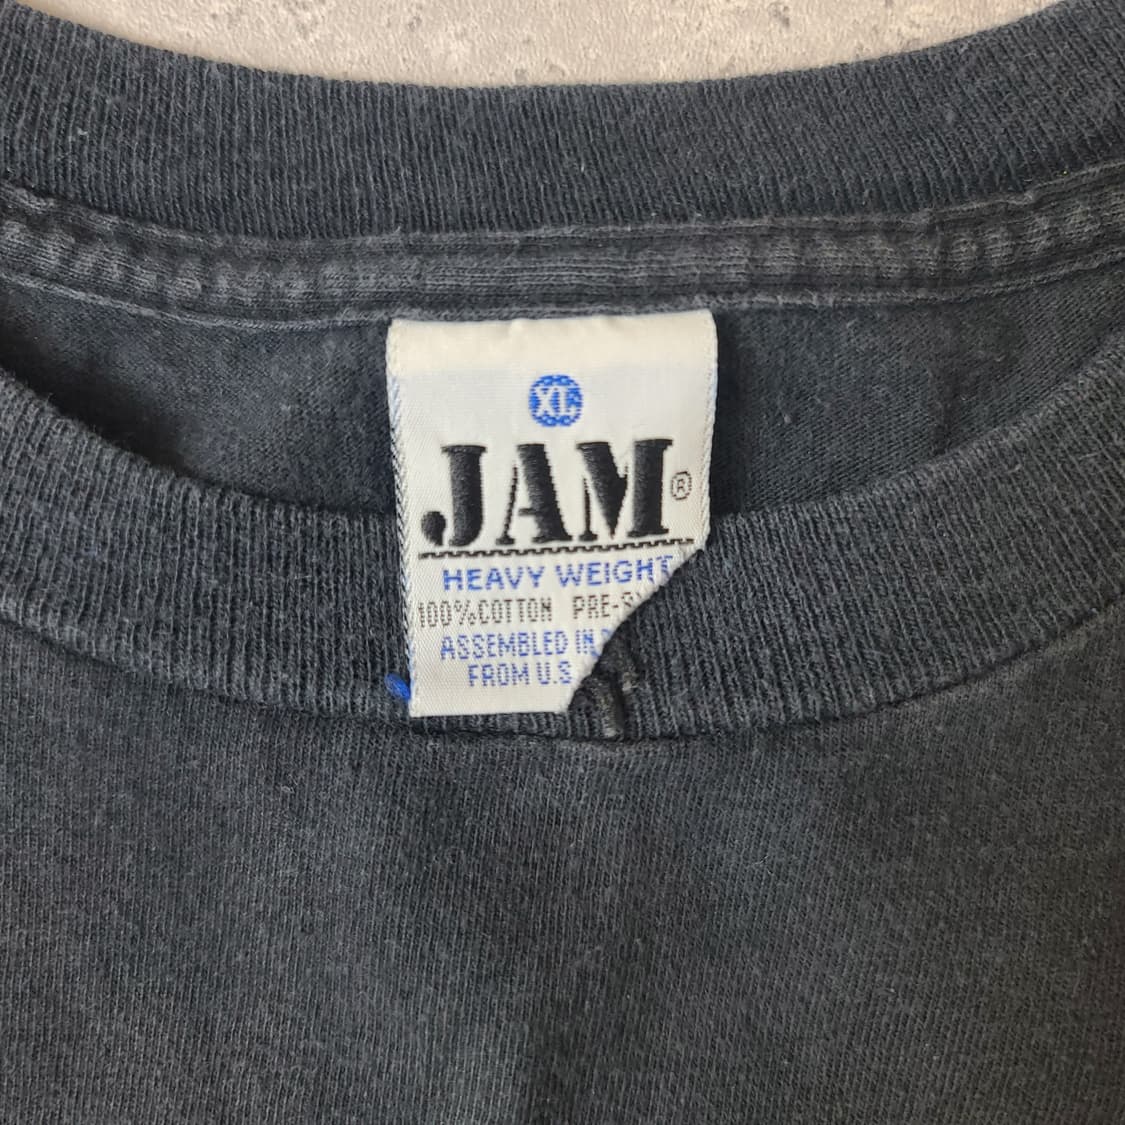 XL
JAM®
HEAVY WEIGHT
100% COTTON PRE-S
ASSEMBLED IN
FROM U.S